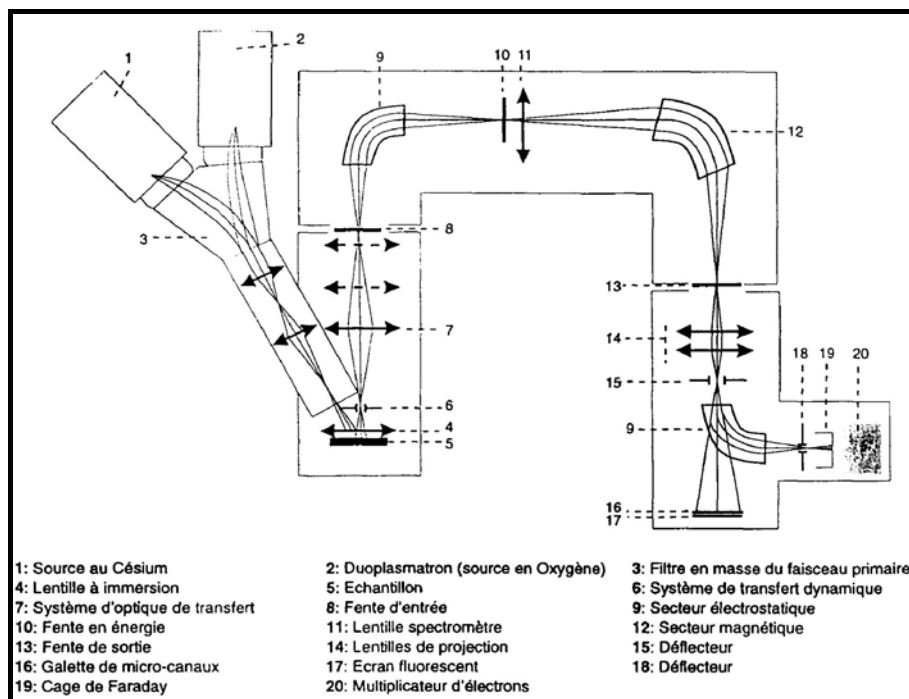 1
2
9
10 11
12
3
8
7
6
4
5
13
14
15
18 19 20
9
16
17
1: Source au Césium 2: Duoplasmatron (source en Oxygène) 3: Filtre en masse du faisceau primaire
4: Lentille à immersion 5: Echantillon 6: Système de transfert dynamique
7: Système d'optique de transfert 8: Fente d'entrée 9: Secteur électrostatique
10: Fente en énergie 11: Lentille spectromètre 12: Secteur magnétique
13: Fente de sortie 14: Lentilles de projection 15: Déflecteur
16: Galette de micro-canaux 17: Ecran fluorescent 18: Déflecteur
19: Cage de Faraday 20: Multiplicateur d'électrons